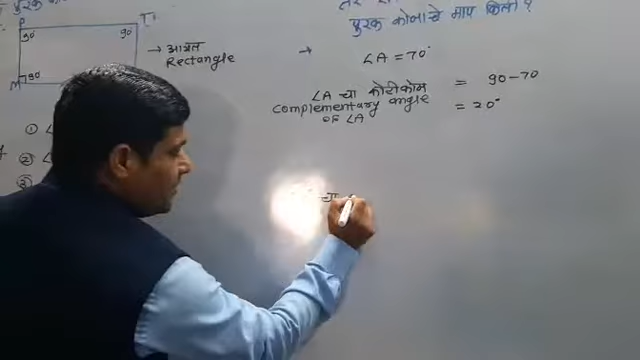 P
T
90°
90°
90°
M
→ आयत
Rectangle
→
पुरक कोनाचे माप किती ?
∠A = 70°
∠A चा कोटीकोन = 90-70
complementary angle = 20°
OF ∠A
①
②
③
चा